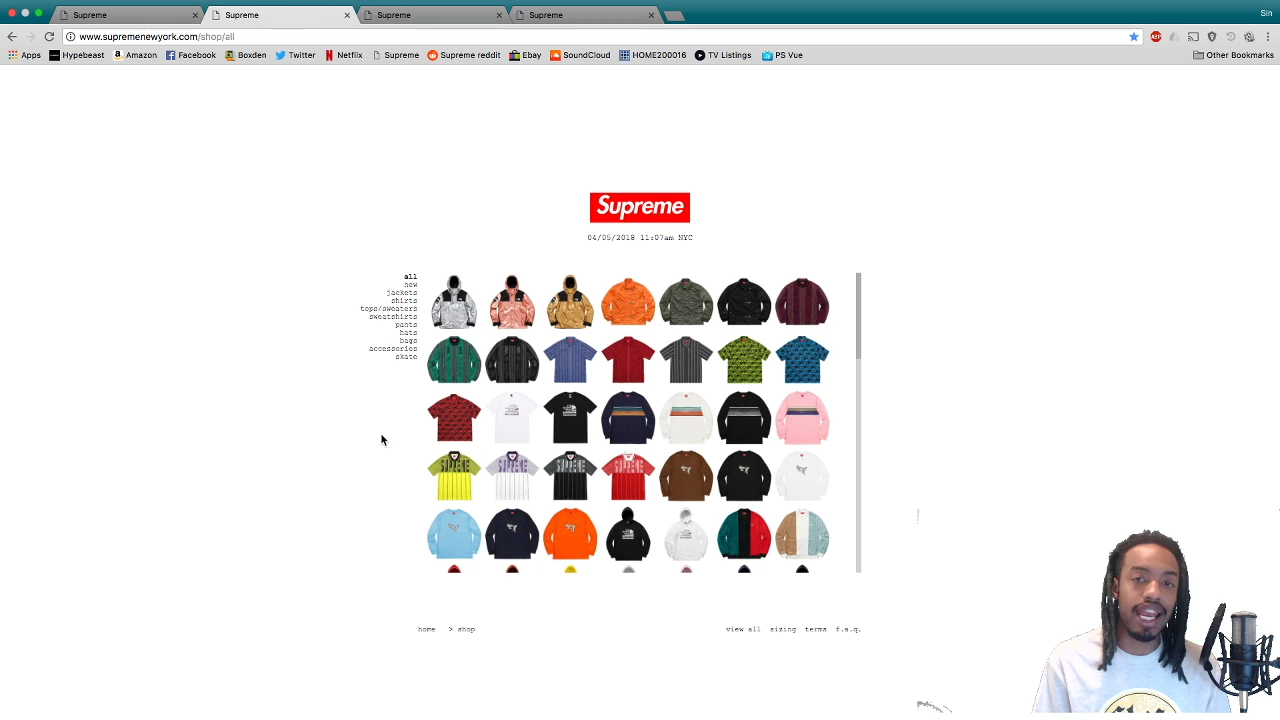 Supreme
Supreme
Supreme
Supreme
Sin
www.supremenewyork.com/shop/all
ABP
Apps
Hypebeast
Amazon
Facebook
Boxden
Twitter
Netflix
Supreme
Supreme reddit
Ebay
SoundCloud
HOME200016
TV Listings
PS Vue
Other Bookmarks
Supreme
04/05/2018 11:07am NYC
all
new
jackets
shirts
tops/sweaters
sweatshirts
pants
hats
bags
accessories
skate
home > shop
view all sizing terms f.a.q.